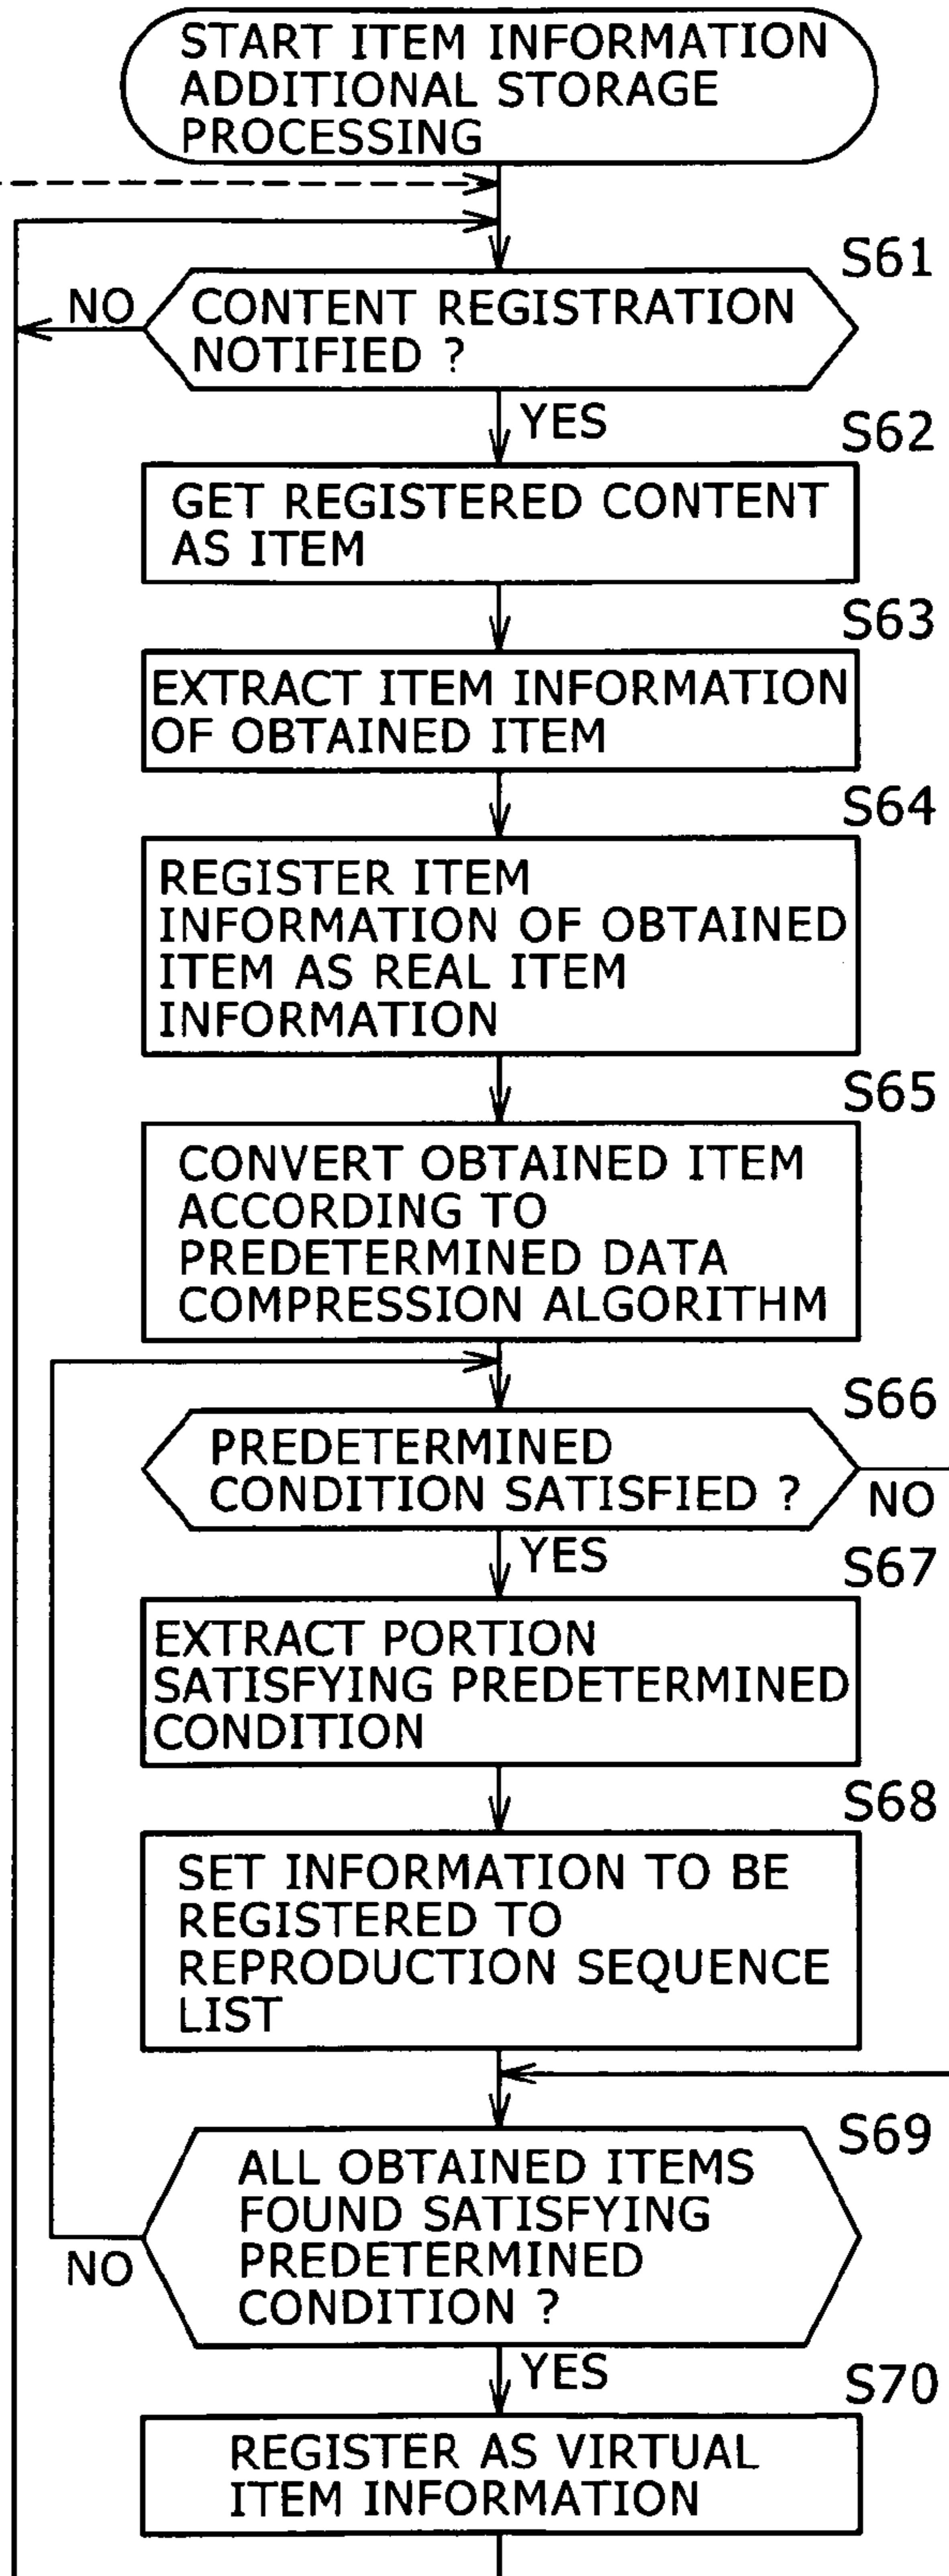 START ITEM INFORMATION
ADDITIONAL STORAGE
PROCESSING
S61
NO
CONTENT REGISTRATION
NOTIFIED ?
YES
S62
GET REGISTERED CONTENT
AS ITEM
S63
EXTRACT ITEM INFORMATION
OF OBTAINED ITEM
S64
REGISTER ITEM
INFORMATION OF OBTAINED
ITEM AS REAL ITEM
INFORMATION
S65
CONVERT OBTAINED ITEM
ACCORDING TO
PREDETERMINED DATA
COMPRESSION ALGORITHM
S66
PREDETERMINED
CONDITION SATISFIED ?
NO
YES
S67
EXTRACT PORTION
SATISFYING PREDETERMINED
CONDITION
S68
SET INFORMATION TO BE
REGISTERED TO
REPRODUCTION SEQUENCE
LIST
S69
ALL OBTAINED ITEMS
FOUND SATISFYING
PREDETERMINED
CONDITION ?
NO
YES
S70
REGISTER AS VIRTUAL
ITEM INFORMATION